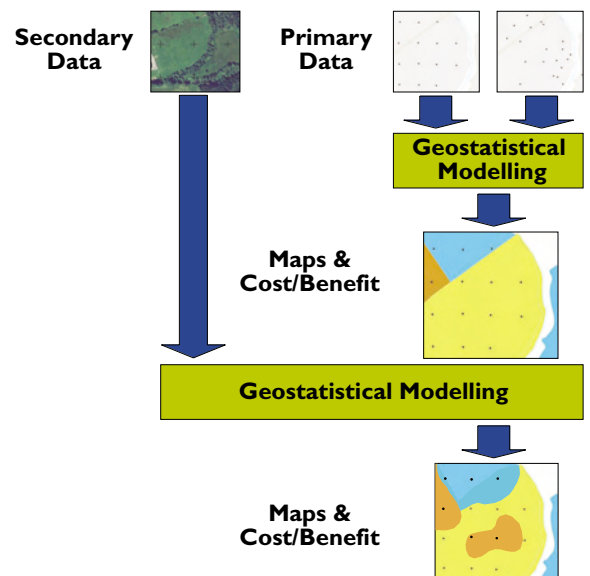 Secondary
Data
Primary
Data
Geostatistical
Modelling
Maps &
Cost/Benefit
Geostatistical Modelling
Maps &
Cost/Benefit